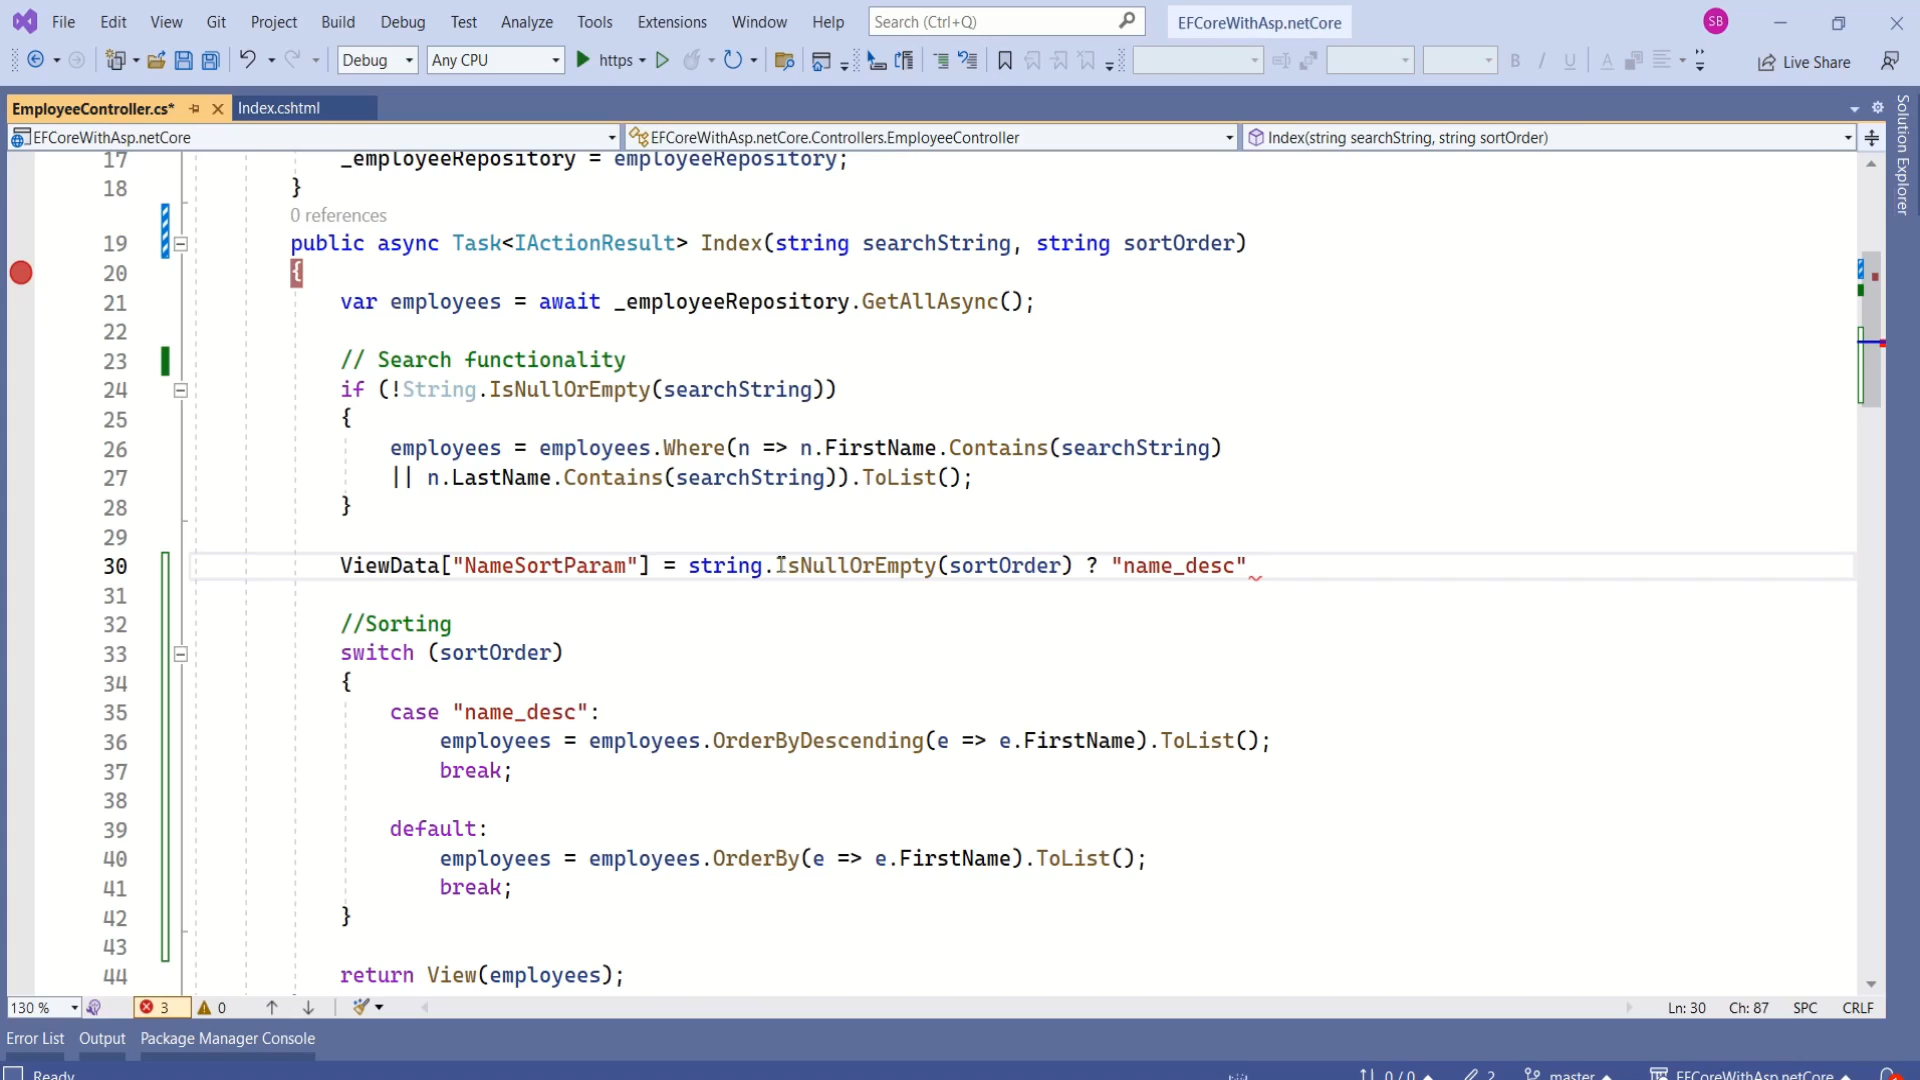 File Edit View Git Project Build Debug Test Analyze Tools Extensions Window Help Search (Ctrl+Q) EFCoreWithAsp.netCore SB
Debug Any CPU https B I U A Live Share
EmployeeController.cs* Index.cshtml
EFCoreWithAsp.netCore EFCoreWithAsp.netCore.Controllers.EmployeeController Index(string searchString, string sortOrder)
Solution Explorer
17 _employeeRepository = employeeRepository;
18 }
0 references
19 public async Task<IActionResult> Index(string searchString, string sortOrder)
20 {
21 var employees = await _employeeRepository.GetAllAsync();
22
23 // Search functionality
24 if (!String.IsNullOrEmpty(searchString))
25 {
26 employees = employees.Where(n => n.FirstName.Contains(searchString)
27 || n.LastName.Contains(searchString)).ToList();
28 }
29
30 ViewData["NameSortParam"] = string.IsNullOrEmpty(sortOrder) ? "name_desc"
31
32 //Sorting
33 switch (sortOrder)
34 {
35 case "name_desc":
36 employees = employees.OrderByDescending(e => e.FirstName).ToList();
37 break;
38
39 default:
40 employees = employees.OrderBy(e => e.FirstName).ToList();
41 break;
42 }
43
44 return View(employees);
130 % 3 0 Ln: 30 Ch: 87 SPC CRLF
Error List Output Package Manager Console
Ready 0 / 0 2 master EFCoreWithAsp.netCore